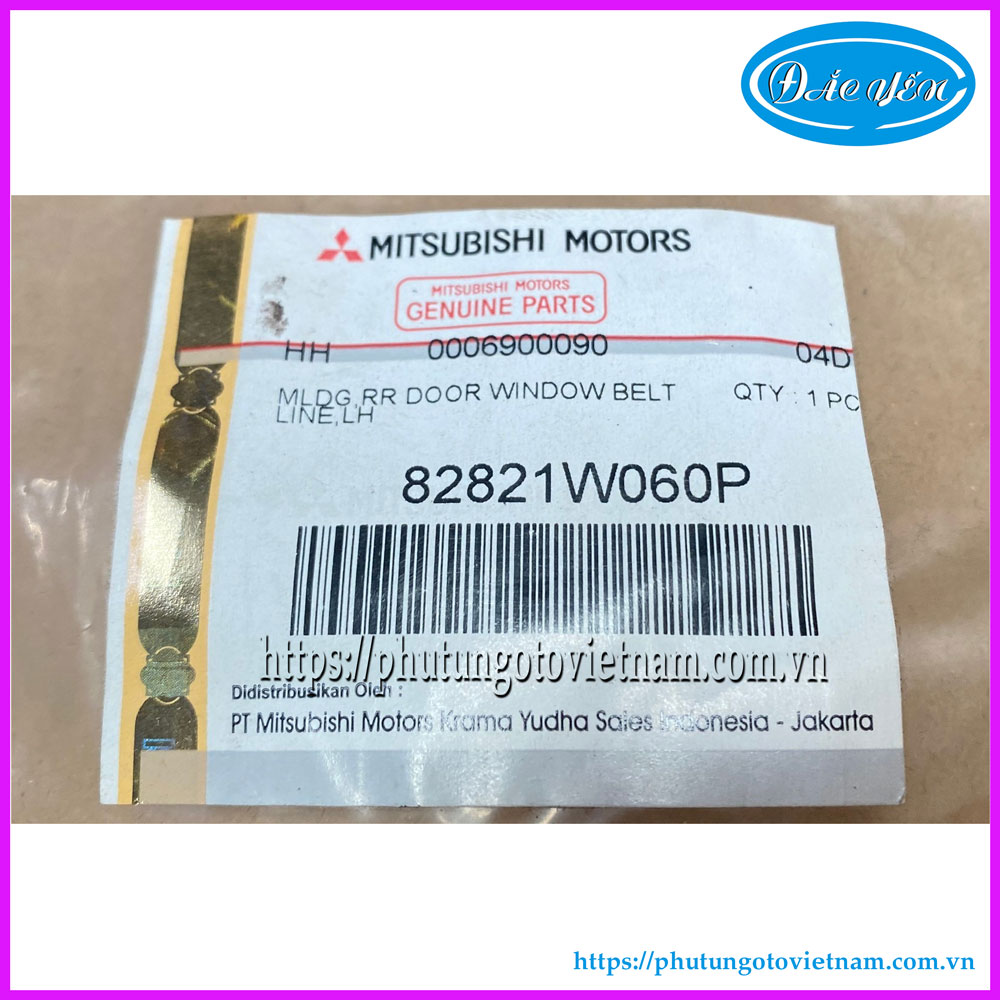 ĐẮC YẾN
MITSUBISHI MOTORS
MITSUBISHI MOTORS
GENUINE PARTS
HH 0006900090 04D
MLDG,RR DOOR WINDOW BELT QTY : 1 PC
LINE,LH
82821W060P
https://phutungotovietnam.com.vn
Didistribusikan Oleh :
PT Mitsubishi Motors Krama Yudha Sales Indonesia - Jakarta
https://phutungotovietnam.com.vn